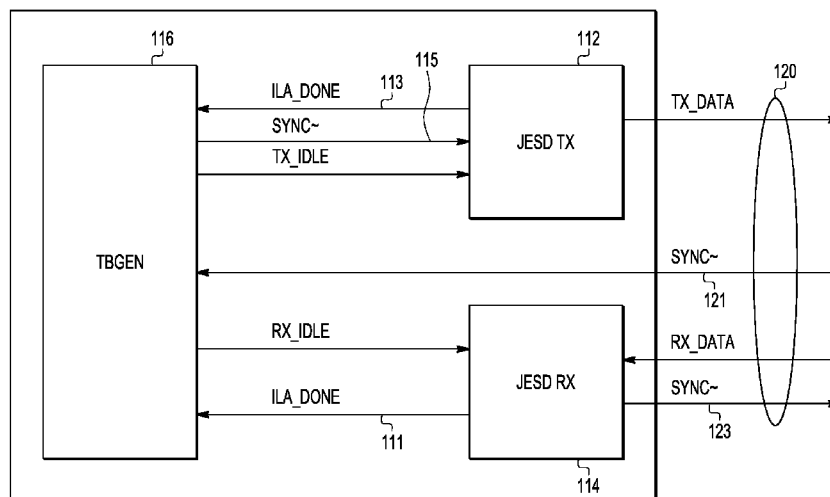 116
115
112
120
ILA_DONE
113
TX_DATA
SYNC~
JESD TX
TX_IDLE
TBGEN
SYNC~
121
RX_IDLE
RX_DATA
JESD RX
ILA_DONE
SYNC~
111
123
114